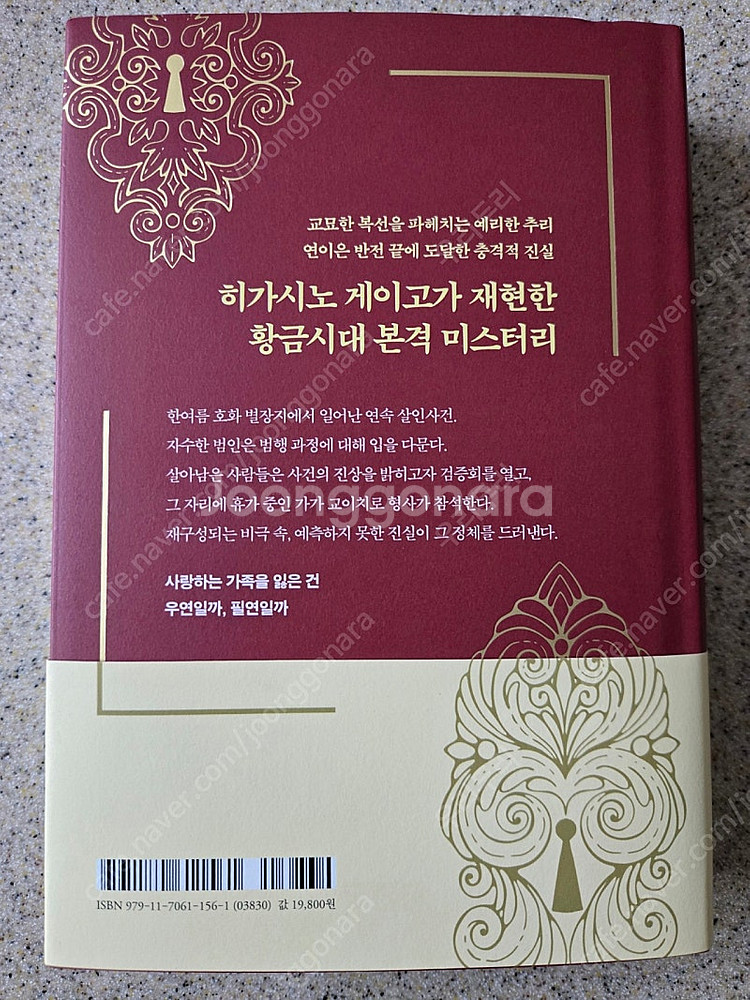 교묘한 복선을 파헤치는 예리한 추리
연이은 반전 끝에 도달한 충격적 진실
히가시노 게이고가 재현한
황금시대 본격 미스터리
한여름 호화 별장지에서 일어난 연속 살인사건.
자수한 범인은 범행 과정에 대해 입을 다문다.
살아남은 사람들은 사건의 진상을 밝히고자 검증회를 열고,
그 자리에 휴가 중인 가가 교이치로 형사가 참석한다.
재구성되는 비극 속, 예측하지 못한 진실이 그 정체를 드러낸다.
사랑하는 가족을 잃은 건
우연일까, 필연일까
ISBN 979-11-7061-156-1 (03830) 값 19,800원
Joonggonara
cafe.naver.com/joonggonara